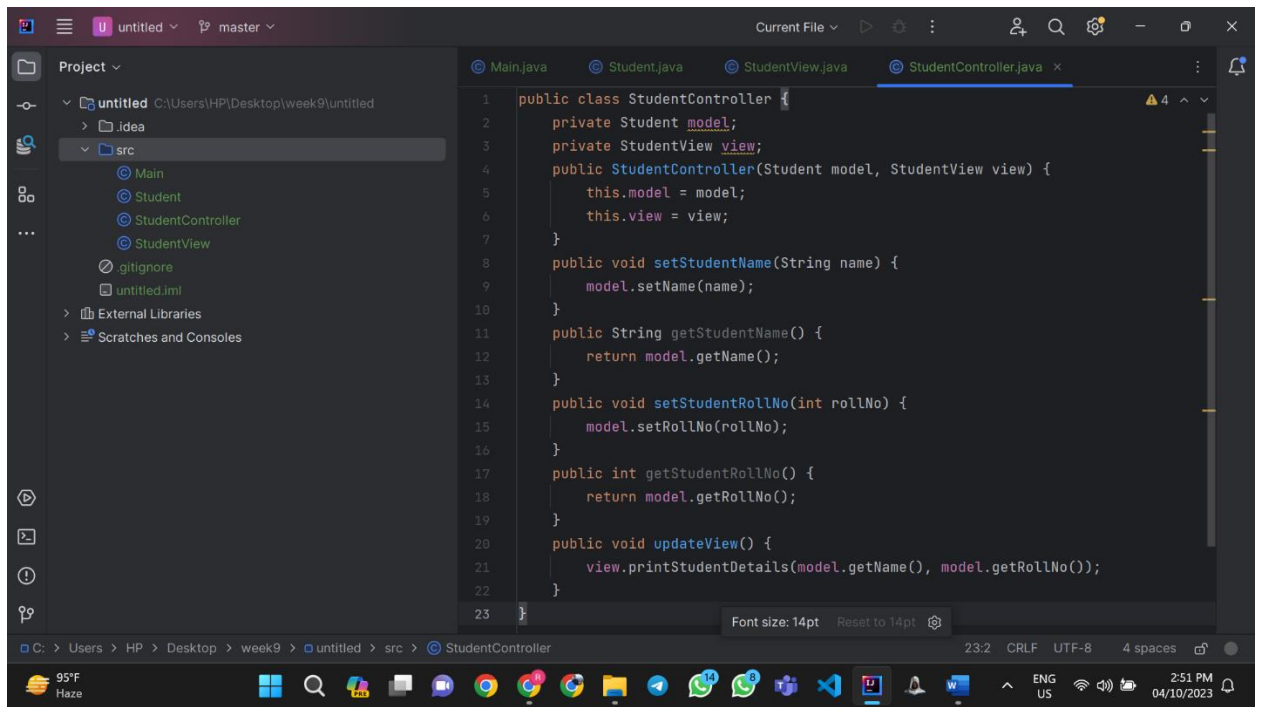 U untitled master Current File
Project
Main.java Student.java StudentView.java StudentController.java
untitled C:\Users\HP\Desktop\week9\untitled
.idea
src
Main
Student
StudentController
StudentView
.gitignore
untitled.iml
External Libraries
Scratches and Consoles
4
1 public class StudentController {
2 private Student model;
3 private StudentView view;
4 public StudentController(Student model, StudentView view) {
5 this.model = model;
6 this.view = view;
7 }
8 public void setStudentName(String name) {
9 model.setName(name);
10 }
11 public String getStudentName() {
12 return model.getName();
13 }
14 public void setStudentRollNo(int rollNo) {
15 model.setRollNo(rollNo);
16 }
17 public int getStudentRollNo() {
18 return model.getRollNo();
19 }
20 public void updateView() {
21 view.printStudentDetails(model.getName(), model.getRollNo());
22 }
23 }
Font size: 14pt Reset to 14pt
C: > Users > HP > Desktop > week9 > untitled > src > StudentController 23:2 CRLF UTF-8 4 spaces
95°F
Haze
PRE
14
8
ENG
US
2:51 PM
04/10/2023